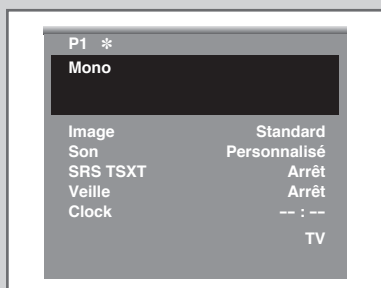 P1 ✻
Mono
Image Standard
Son Personnalisé
SRS TSXT Arrêt
Veille Arrêt
Clock -- : --
TV